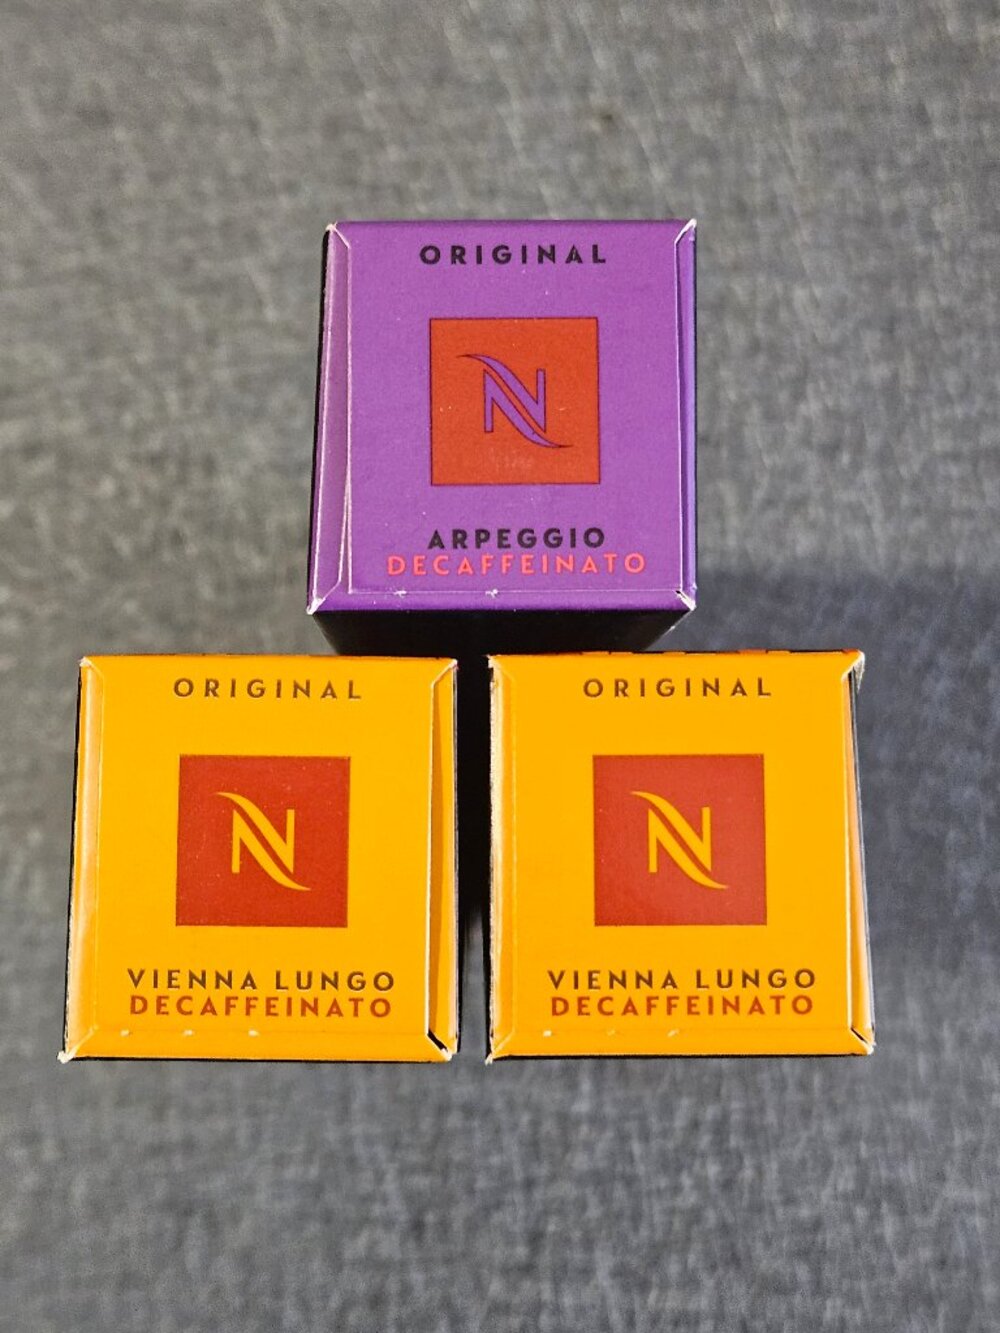 ORIGINAL
N
ARPEGGIO
DECAFFEINATO
ORIGINAL
N
VIENNA LUNGO
DECAFFEINATO
ORIGINAL
N
VIENNA LUNGO
DECAFFEINATO